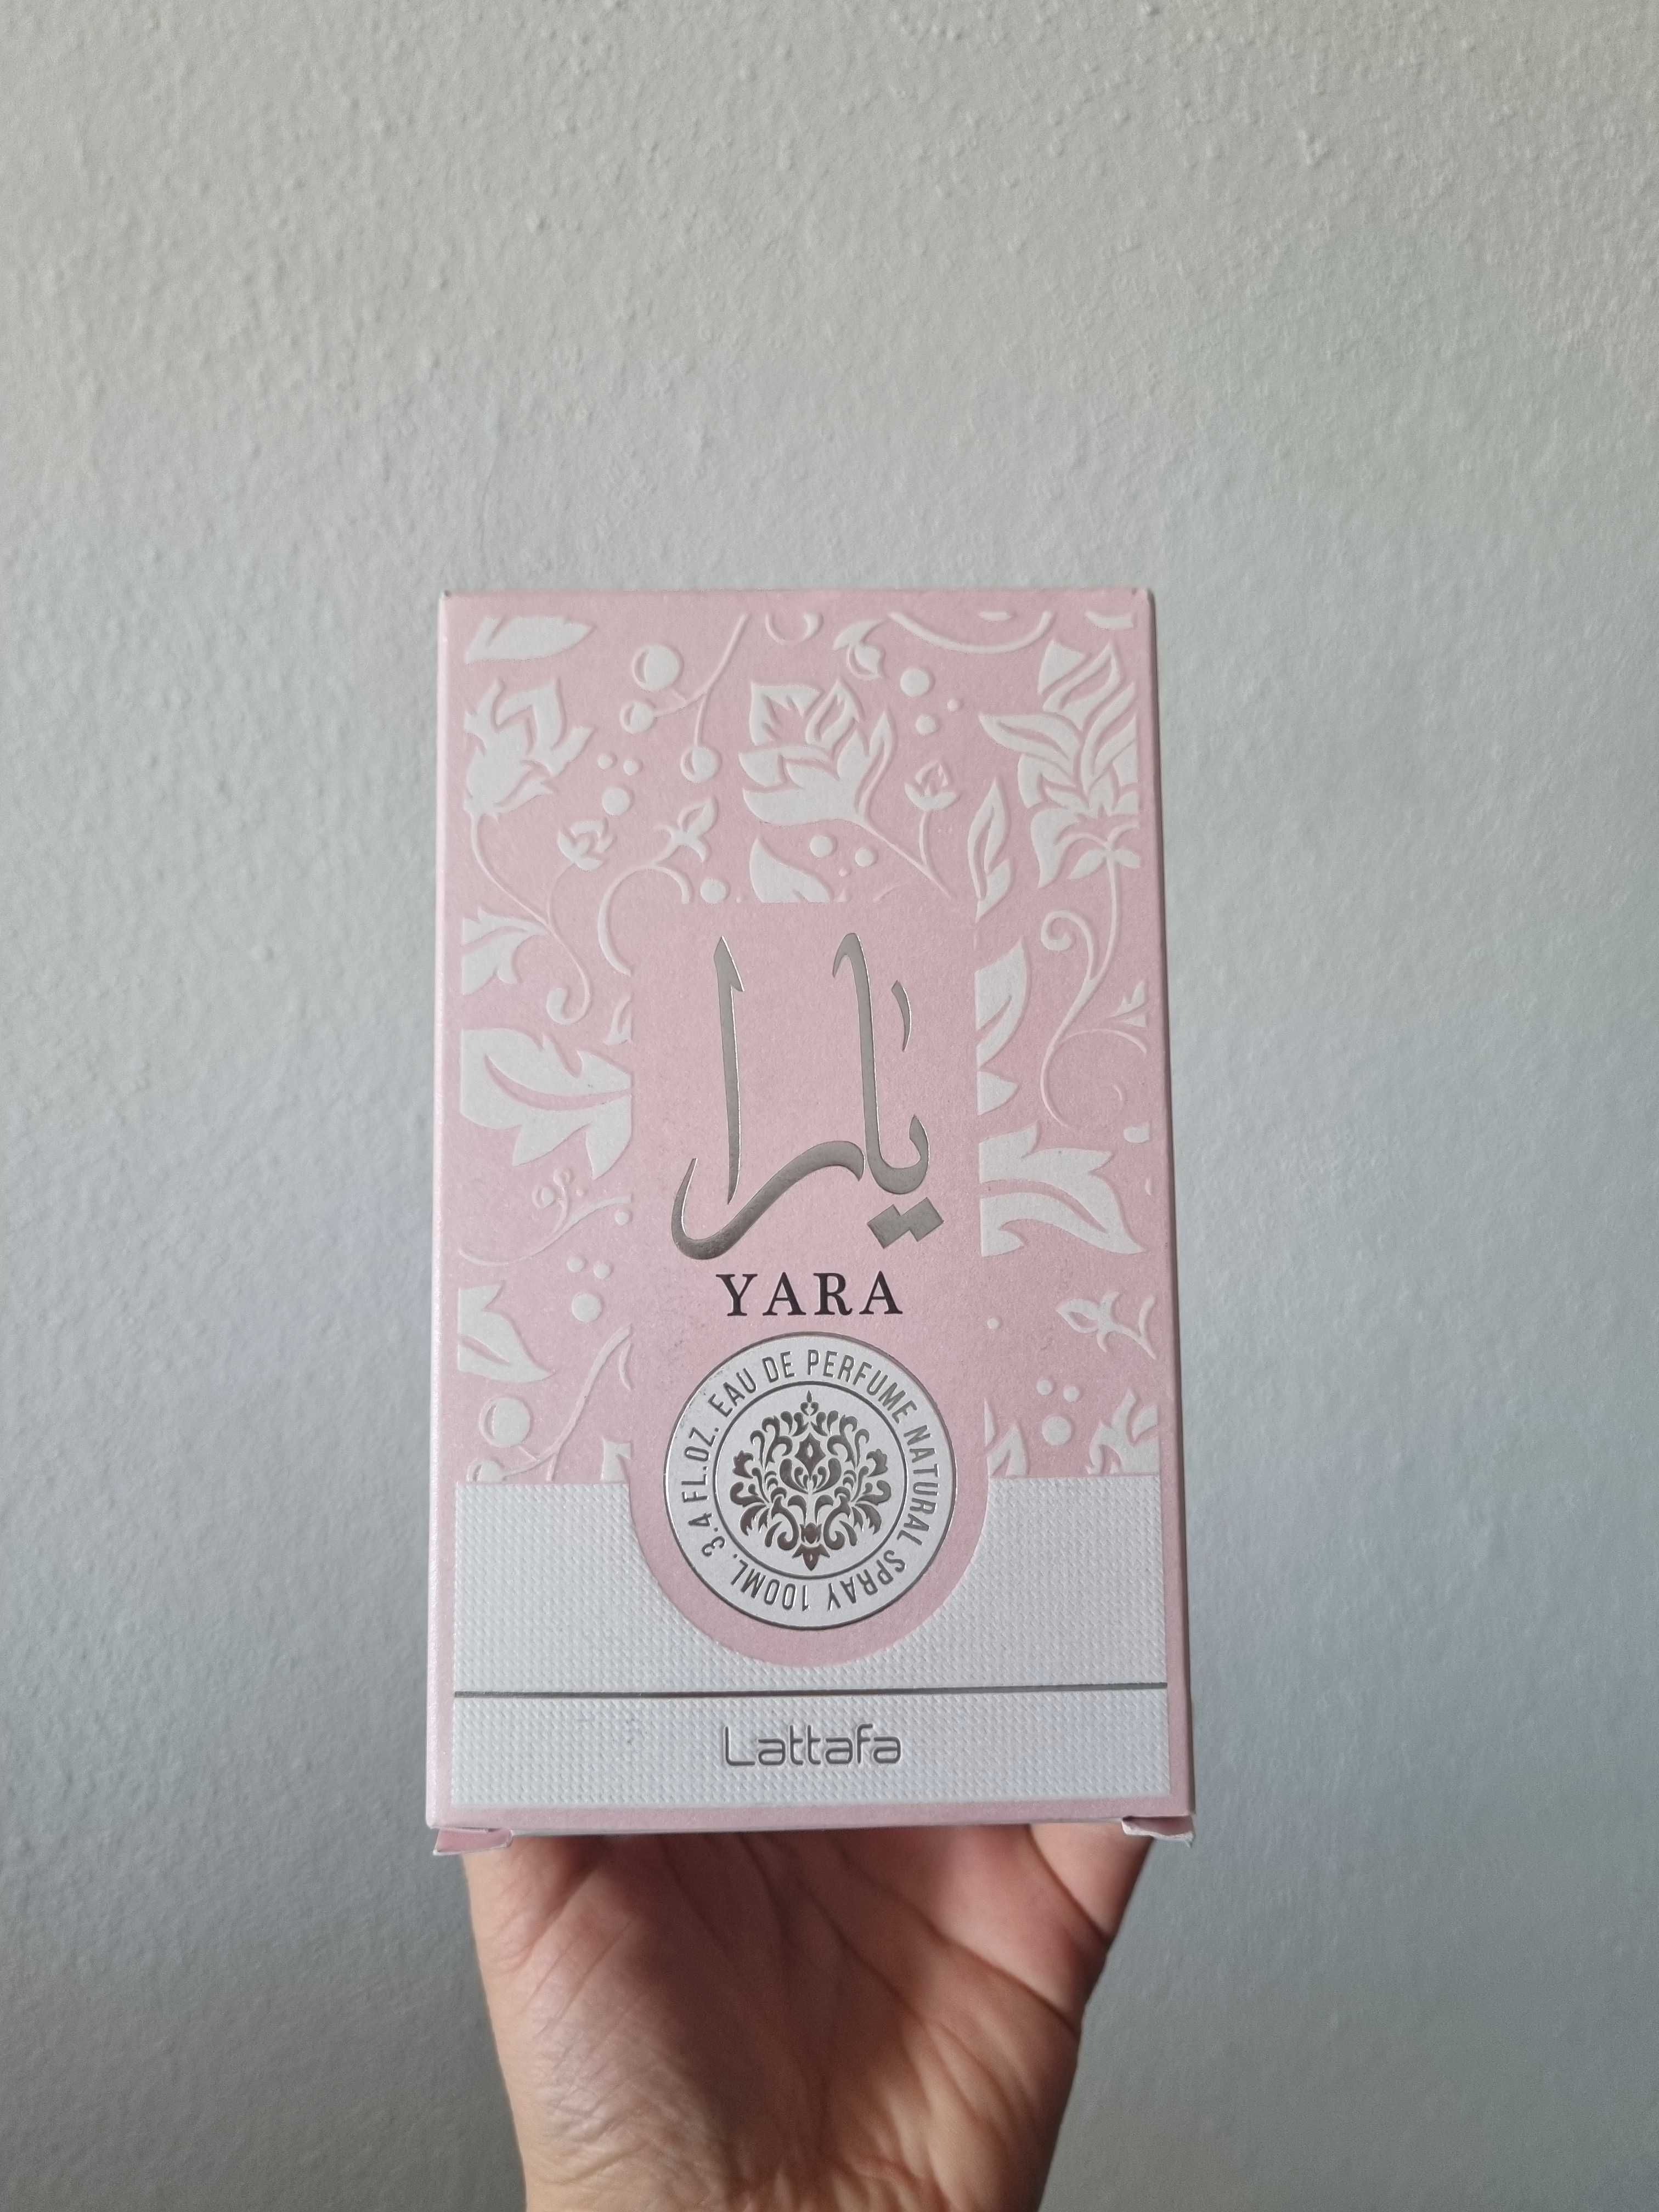 يارا
YARA
EAU DE PERFUME NATURAL SPRAY 100ML. 3.4 FL.OZ.
Lattafa